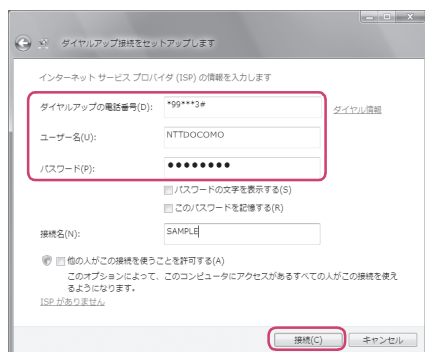 ダイヤルアップ接続をセットアップします
インターネット サービス プロバイダ (ISP) の情報を入力します
ダイヤルアップの電話番号(D): *99***3# ダイヤル情報
ユーザー名(U): NTTDOCOMO
パスワード(P): ●●●●●●●●
パスワードの文字を表示する(S)
このパスワードを記憶する(R)
接続名(N): SAMPLE
他の人がこの接続を使うことを許可する(A)
このオプションによって、このコンピュータにアクセスがあるすべての人がこの接続を使え
るようになります。
ISP がありません
接続(C) キャンセル